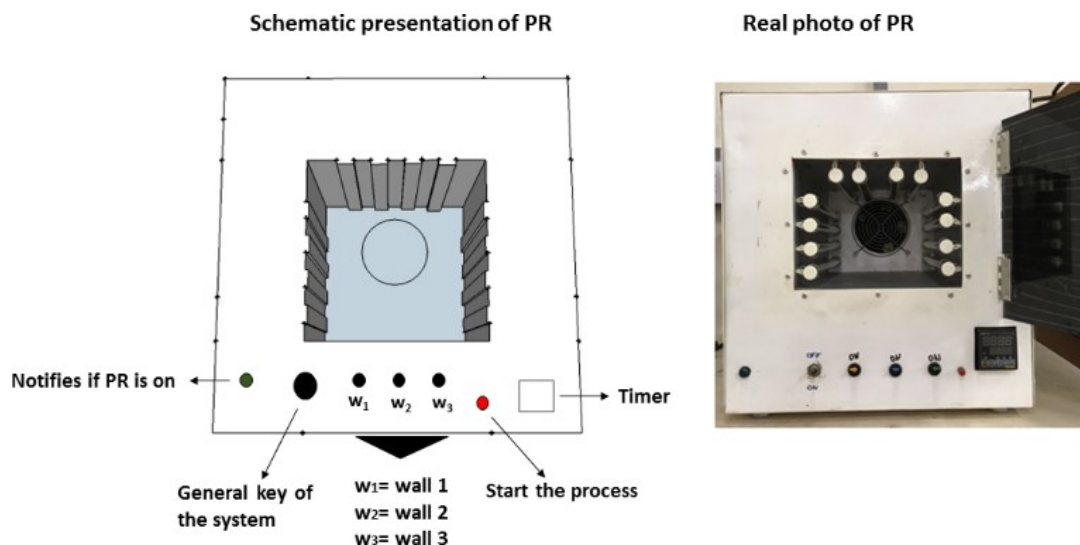 Schematic presentation of PR
Real photo of PR
Notifies if PR is on
w1
w2
w3
Timer
General key of
the system
w1= wall 1
w2= wall 2
w3= wall 3
Start the process
OFF
ON
ON
ON
ON